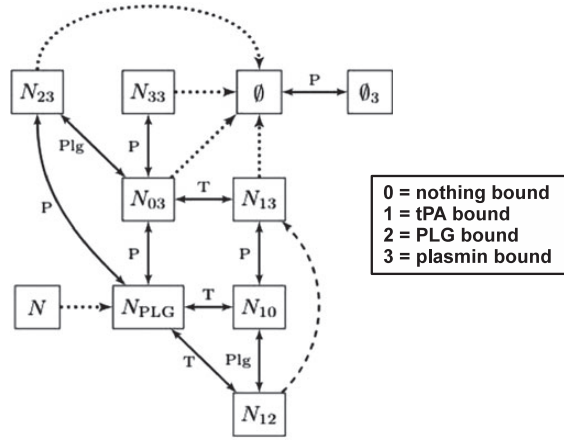 P
N₂₃ N₃₃ ∅ ∅₃
Plg P
P
N₀₃ T N₁₃
P P
N N_PLG T N₁₀
T Plg
N₁₂
0 = nothing bound
1 = tPA bound
2 = PLG bound
3 = plasmin bound